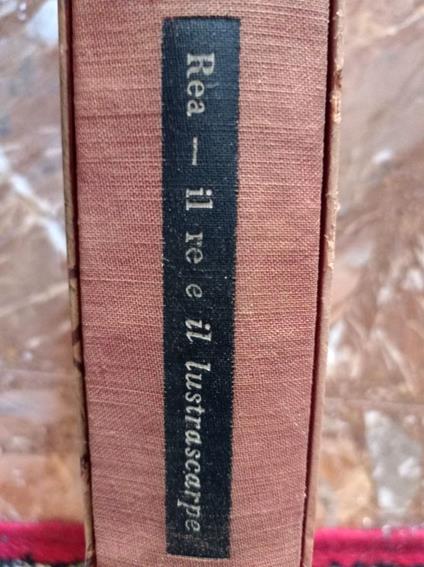 Rea — il re e il lustrascarpe